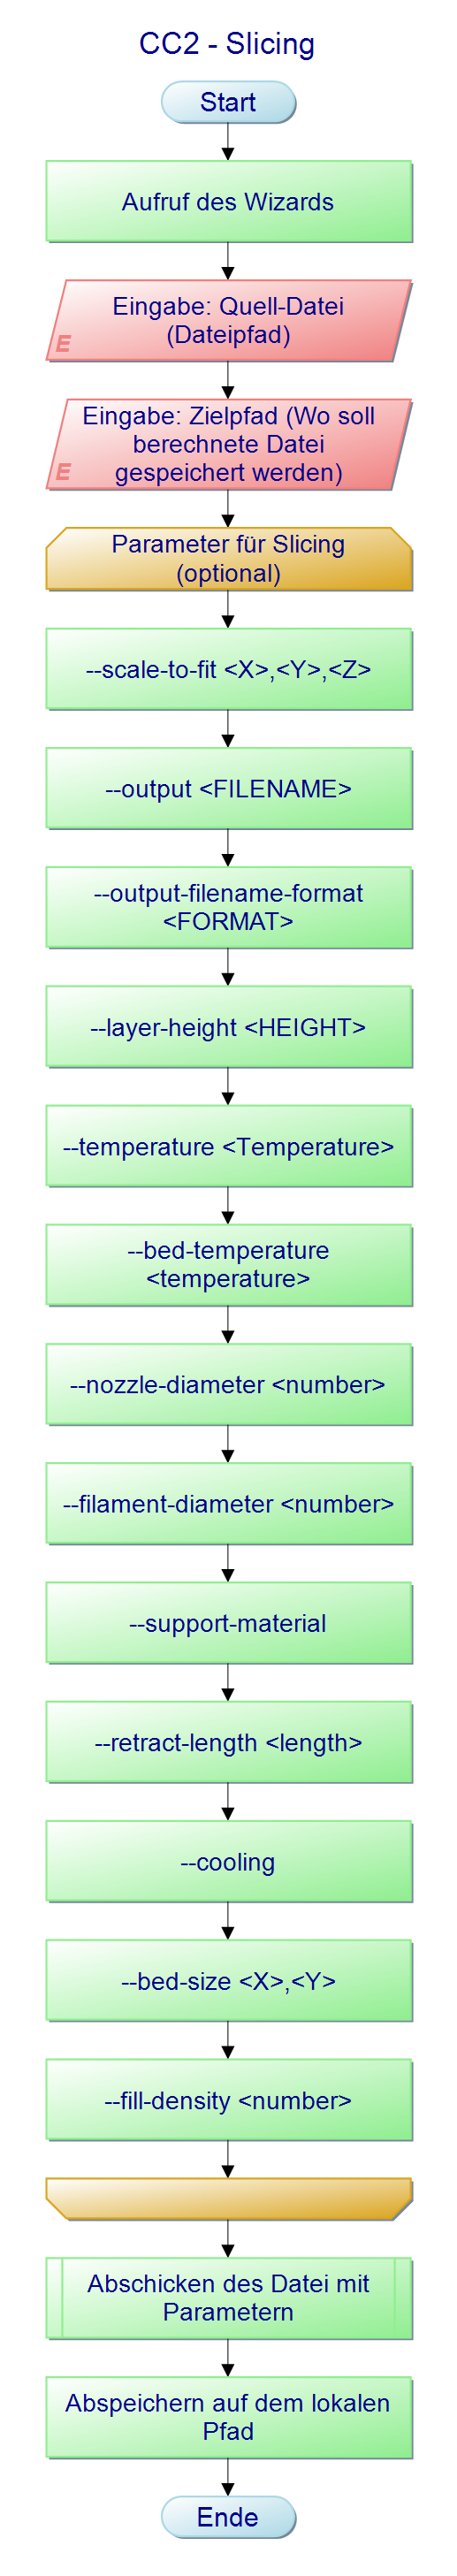 CC2 - Slicing
Start
Aufruf des Wizards
Eingabe: Quell-Datei
(Dateipfad)
E
Eingabe: Zielpfad (Wo soll
berechnete Datei
gespeichert werden)
E
Parameter für Slicing
(optional)
--scale-to-fit <X>,<Y>,<Z>
--output <FILENAME>
--output-filename-format
<FORMAT>
--layer-height <HEIGHT>
--temperature <Temperature>
--bed-temperature
<temperature>
--nozzle-diameter <number>
--filament-diameter <number>
--support-material
--retract-length <length>
--cooling
--bed-size <X>,<Y>
--fill-density <number>
Abschicken des Datei mit
Parametern
Abspeichern auf dem lokalen
Pfad
Ende